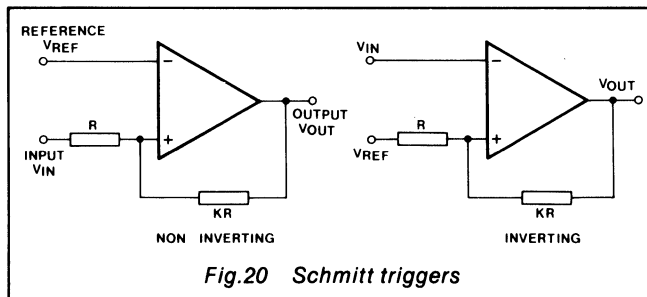 REFERENCE
VREF
−
R
+
INPUT
VIN
OUTPUT
VOUT
KR
NON INVERTING
VIN
−
R
+
VREF
VOUT
KR
INVERTING
Fig.20 Schmitt triggers